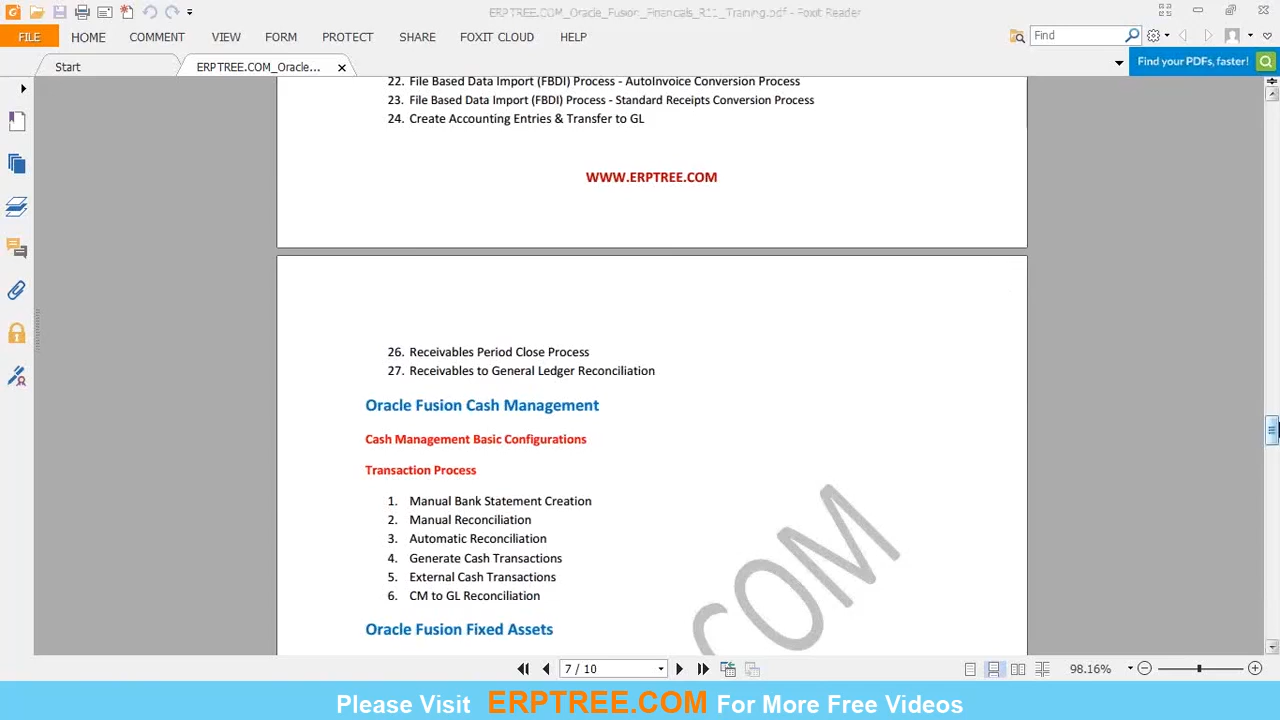 ERPTREE.COM_Oracle_Fusion_Financials_R11_Training.pdf - Foxit Reader
FILE HOME COMMENT VIEW FORM PROTECT SHARE FOXIT CLOUD HELP
Find
Start
ERPTREE.COM_Oracle...
Find your PDFs, faster!
22. File Based Data Import (FBDI) Process - AutoInvoice Conversion Process
23. File Based Data Import (FBDI) Process - Standard Receipts Conversion Process
24. Create Accounting Entries & Transfer to GL
WWW.ERPTREE.COM
26. Receivables Period Close Process
27. Receivables to General Ledger Reconciliation
Oracle Fusion Cash Management
Cash Management Basic Configurations
Transaction Process
1. Manual Bank Statement Creation
2. Manual Reconciliation
3. Automatic Reconciliation
4. Generate Cash Transactions
5. External Cash Transactions
6. CM to GL Reconciliation
COM
Oracle Fusion Fixed Assets
7 / 10
98.16%
Please Visit ERPTREE.COM For More Free Videos